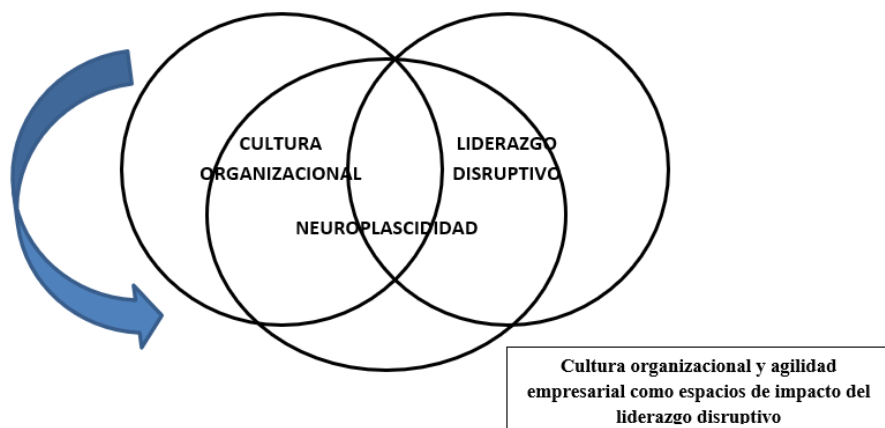 CULTURA
ORGANIZACIONAL
LIDERAZGO
DISRUPTIVO
NEUROPLASCIDIDAD
Cultura organizacional y agilidad
empresarial como espacios de impacto del
liderazgo disruptivo